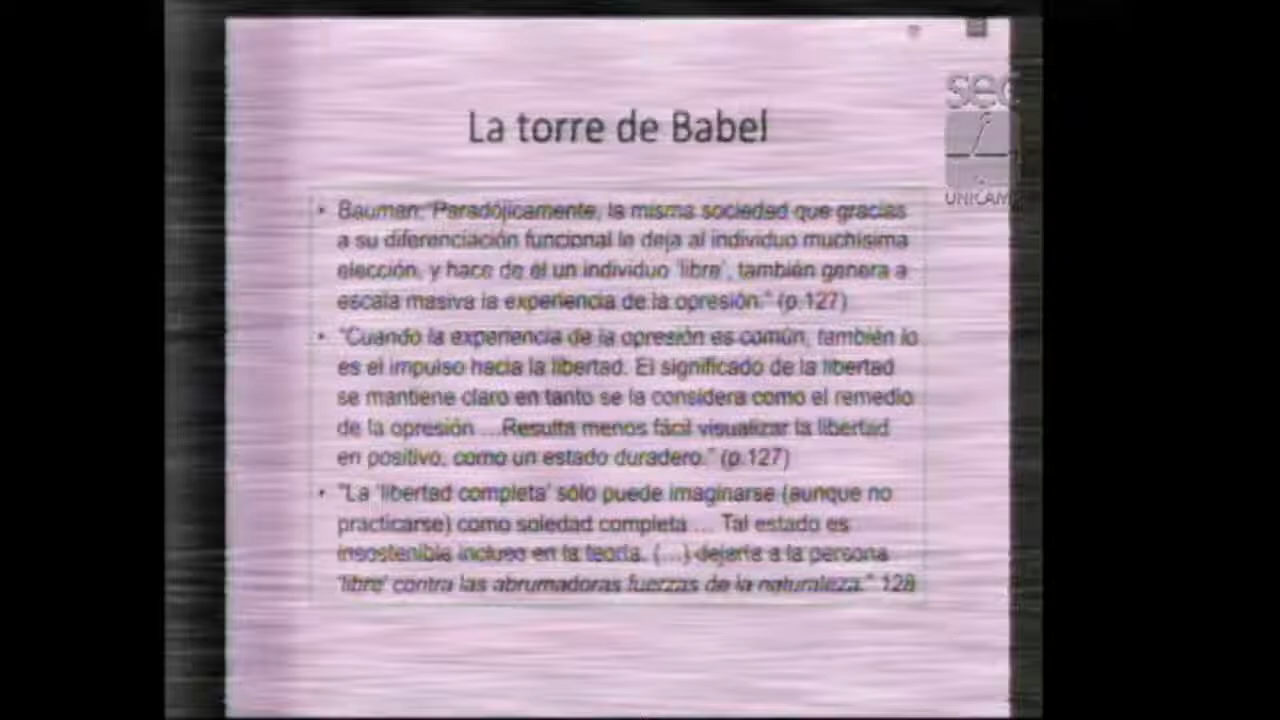 La torre de Babel
• Bauman: "Paradójicamente, la misma sociedad que gracias
a su diferenciación funcional le deja al individuo muchísima
elección, y hace de él un individuo 'libre', también genera a
escala masiva la experiencia de la opresión." (p.127)
• "Cuando la experiencia de la opresión es común, también lo
es el impulso hacia la libertad. El significado de la libertad
se mantiene claro en tanto se la considera como el remedio
de la opresión ...Resulta menos fácil visualizar la libertad
en positivo, como un estado duradero." (p.127)
• "La 'libertad completa' sólo puede imaginarse (aunque no
practicarse) como soledad completa ... Tal estado es
insostenible incluso en la teoría. (...) dejaría a la persona
'libre' contra las abrumadoras fuerzas de la naturaleza." 128
UNICAMP